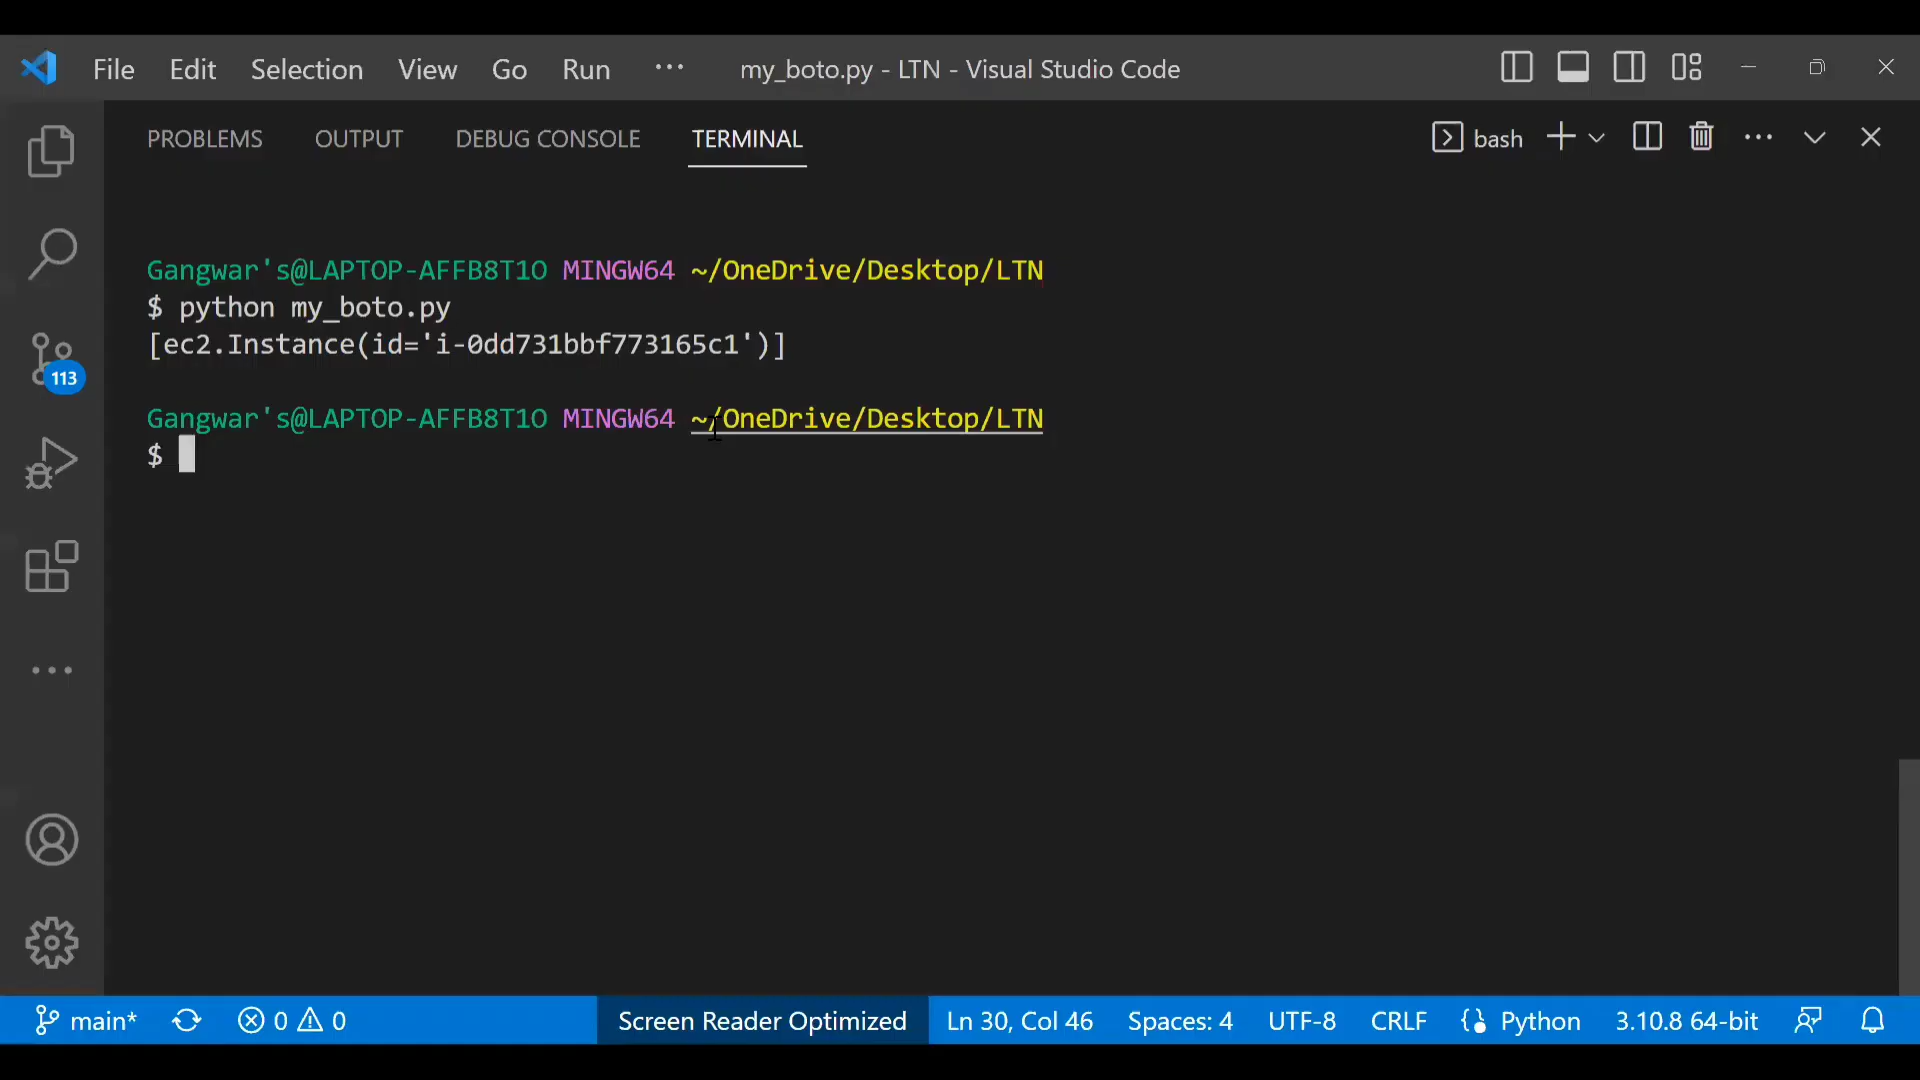 File Edit Selection View Go Run ··· my_boto.py - LTN - Visual Studio Code
PROBLEMS OUTPUT DEBUG CONSOLE TERMINAL bash
Gangwar's@LAPTOP-AFFB8T1O MINGW64 ~/OneDrive/Desktop/LTN
$ python my_boto.py
[ec2.Instance(id='i-0dd731bbf773165c1')]
113
Gangwar's@LAPTOP-AFFB8T1O MINGW64 ~/OneDrive/Desktop/LTN
$
main* 0 0 Screen Reader Optimized Ln 30, Col 46 Spaces: 4 UTF-8 CRLF Python 3.10.8 64-bit